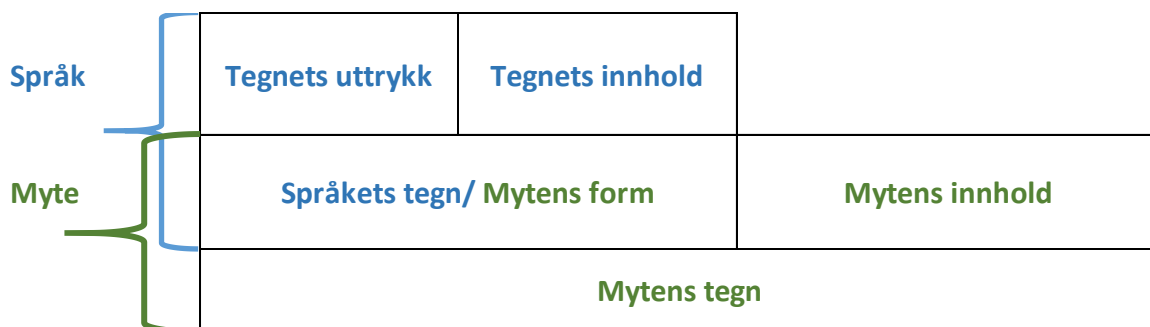 Språk
Tegnets uttrykk
Tegnets innhold
Myte
Språkets tegn/ Mytens form
Mytens innhold
Mytens tegn